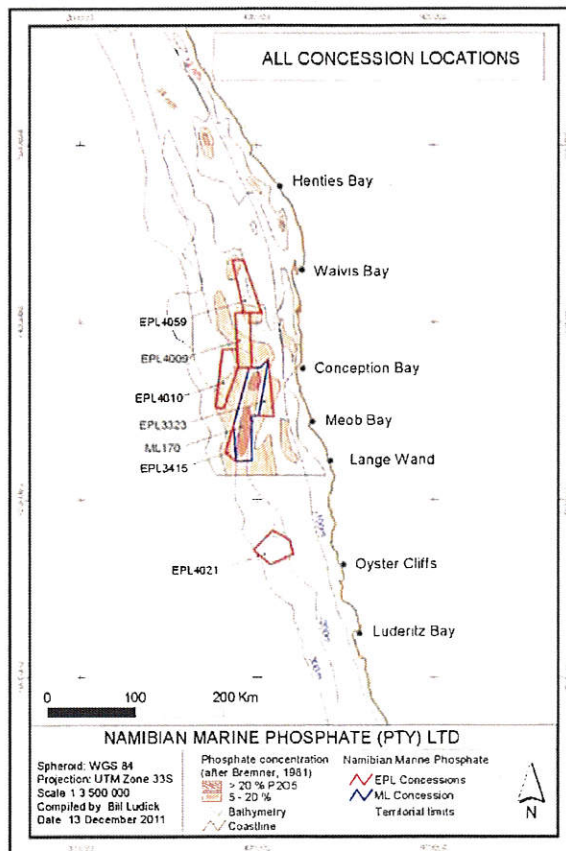 ALL CONCESSION LOCATIONS
Henties Bay
Walvis Bay
EPL4059
EPL4009
Conception Bay
EPL4010
EPL3323
Meob Bay
ML170
EPL3415
Lange Wand
EPL4021
Oyster Cliffs
Luderitz Bay
0 200 Km
NAMIBIAN MARINE PHOSPHATE (PTY) LTD
Spheroid: WGS 84
Projection: UTM Zone 33S
Scale 1 3 500 000
Compiled by Bill Ludick
Date 13 December 2011
Phosphate concentration
(after Bremner, 1981)
> 20 % P2O5
5 - 20 %
Bathymetry
Coastline
Namibian Marine Phosphate
EPL Concessions
ML Concession
Territorial limits
N